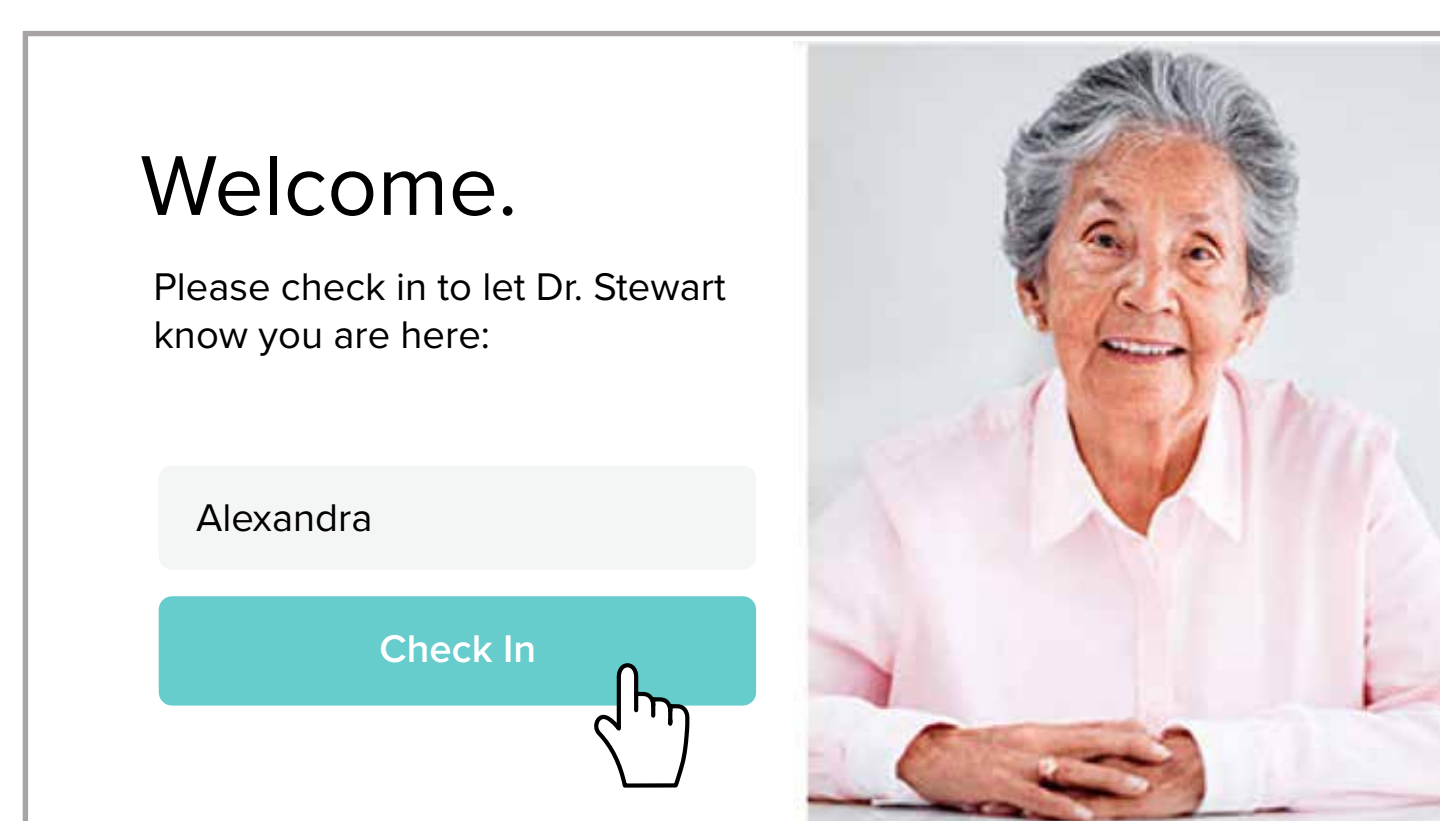 Welcome.
Please check in to let Dr. Stewart
know you are here:
Alexandra
Check In